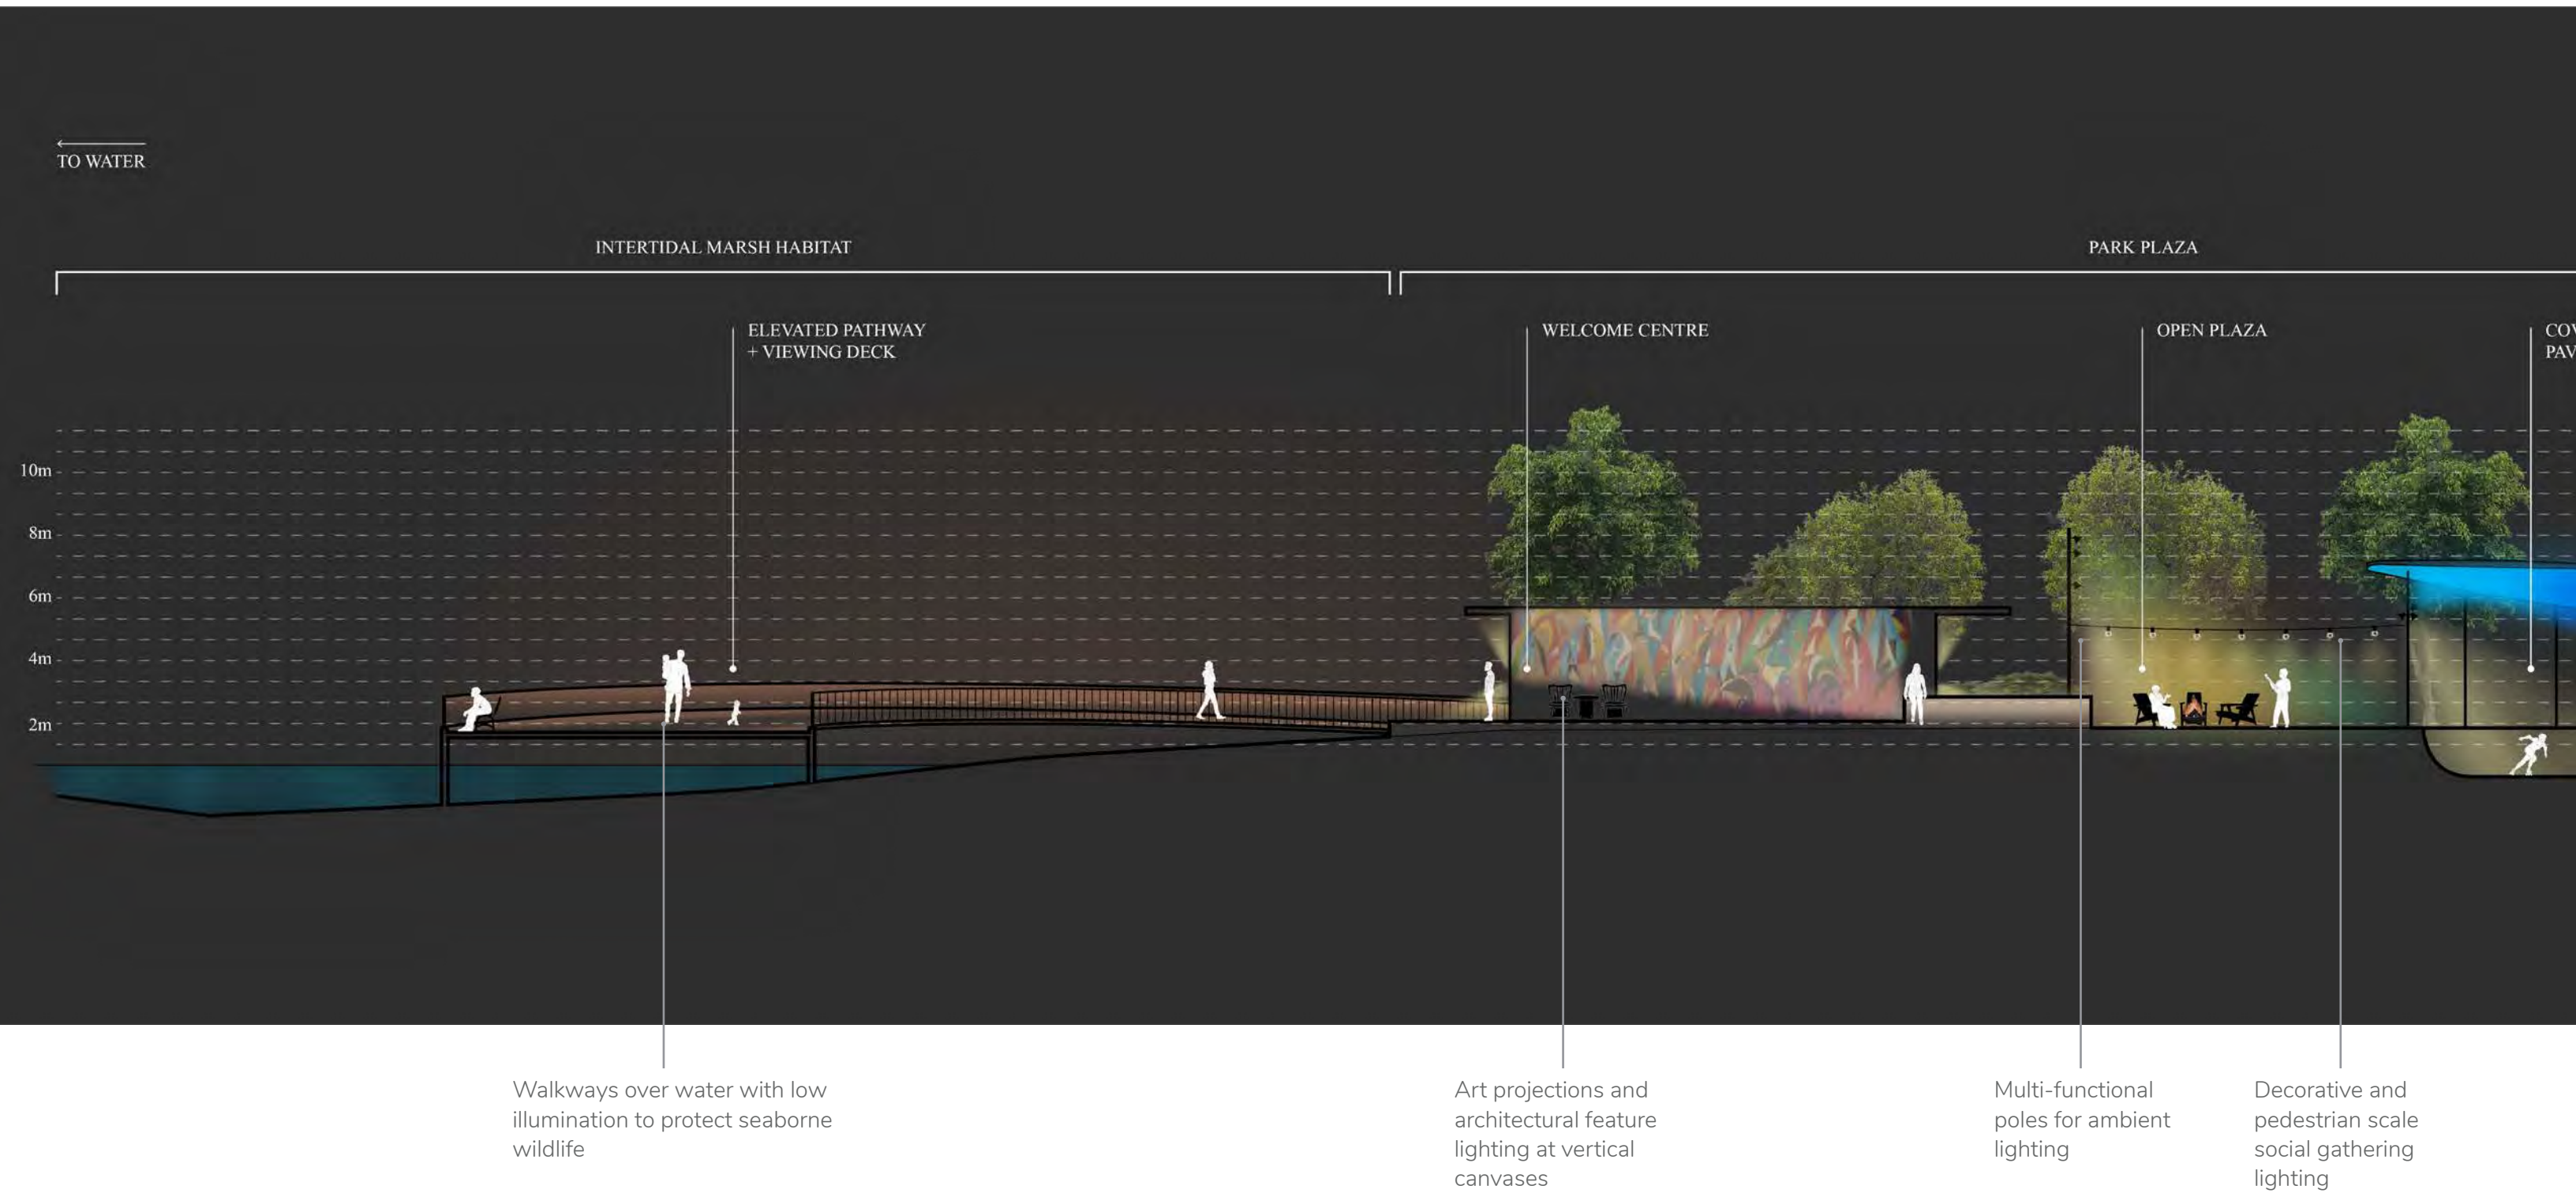 TO WATER
INTERTIDAL MARSH HABITAT
PARK PLAZA
ELEVATED PATHWAY
+ VIEWING DECK
WELCOME CENTRE
OPEN PLAZA
COV
PAV
10m
8m
6m
4m
2m
Walkways over water with low
illumination to protect seaborne
wildlife
Art projections and
architectural feature
lighting at vertical
canvases
Multi-functional
poles for ambient
lighting
Decorative and
pedestrian scale
social gathering
lighting